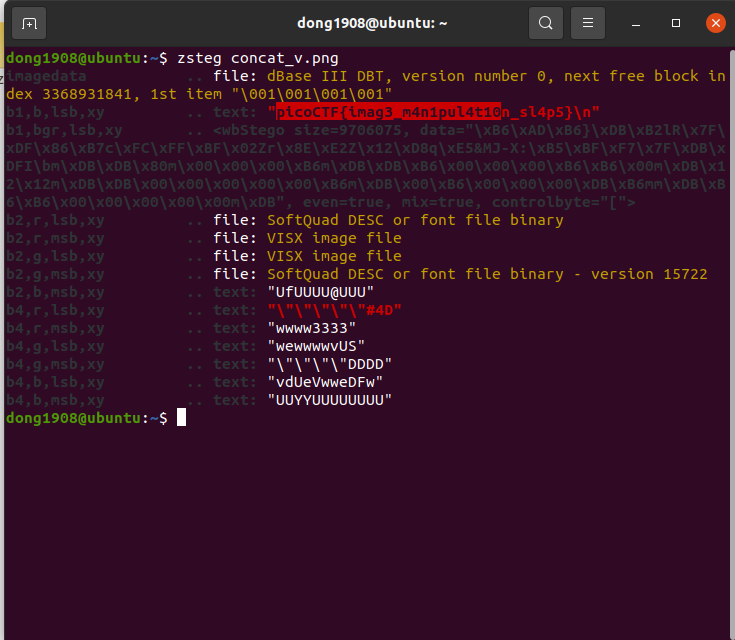 dong1908@ubuntu: ~
dong1908@ubuntu:~$ zsteg concat_v.png
imagedata .. file: dBase III DBT, version number 0, next free block in
dex 3368931841, 1st item "\001\001\001\001"
b1,b,lsb,xy .. text: "picoCTF{imag3_m4n1pul4t10n_sl4p5}\n"
b1,bgr,lsb,xy .. <wbStego size=9706075, data="\xB6\xAD\xB6}\xDB\xB2lR\x7F\
xDF\x86\xB7c\xFC\xFF\xBF\x02Zr\x8E\xE2Z\x12\xD8q\xE5&MJ-X:\xB5\xBF\xF7\x7F\xDB\x
DFI\bm\xDB\xDB\x80m\x00\x00\x00\x00\xB6m\xDB\xDB\xB6\x00\x00\x00\xB6\xB6\x00m\xDB\x1
2\x12m\xDB\xDB\x00\x00\x00\x00\x00\xB6m\xDB\x00\xB6\x00\x00\x00\xDB\xB6mm\xDB\xB
6\xB6\x00\x00\x00\x00\x00m\xDB", even=true, mix=true, controlbyte="[">
b2,r,lsb,xy .. file: SoftQuad DESC or font file binary
b2,r,msb,xy .. file: VISX image file
b2,g,lsb,xy .. file: VISX image file
b2,g,msb,xy .. file: SoftQuad DESC or font file binary - version 15722
b2,b,msb,xy .. text: "UfUUUU@UUU"
b4,r,lsb,xy .. text: "\"\"\"\"\"#4D"
b4,r,msb,xy .. text: "wwww3333"
b4,g,lsb,xy .. text: "wewwwwvUS"
b4,g,msb,xy .. text: "\"\"\"\"DDDD"
b4,b,lsb,xy .. text: "vdUeVwweDFw"
b4,b,msb,xy .. text: "UUYYUUUUUUUU"
dong1908@ubuntu:~$